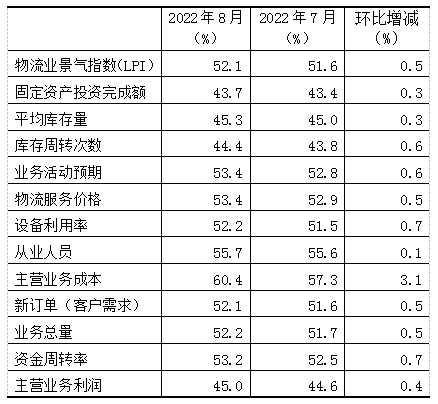 2022年8月 2022年7月 环比增减
（%） （%） （%）
物流业景气指数(LPI） 52.1 51.6 0.5
固定资产投资完成额 43.7 43.4 0.3
平均库存量 45.3 45.0 0.3
库存周转次数 44.4 43.8 0.6
业务活动预期 53.4 52.8 0.6
物流服务价格 53.4 52.9 0.5
设备利用率 52.2 51.5 0.7
从业人员 55.7 55.6 0.1
主营业务成本 60.4 57.3 3.1
新订单（客户需求） 52.1 51.6 0.5
业务总量 52.2 51.7 0.5
资金周转率 53.2 52.5 0.7
主营业务利润 45.0 44.6 0.4